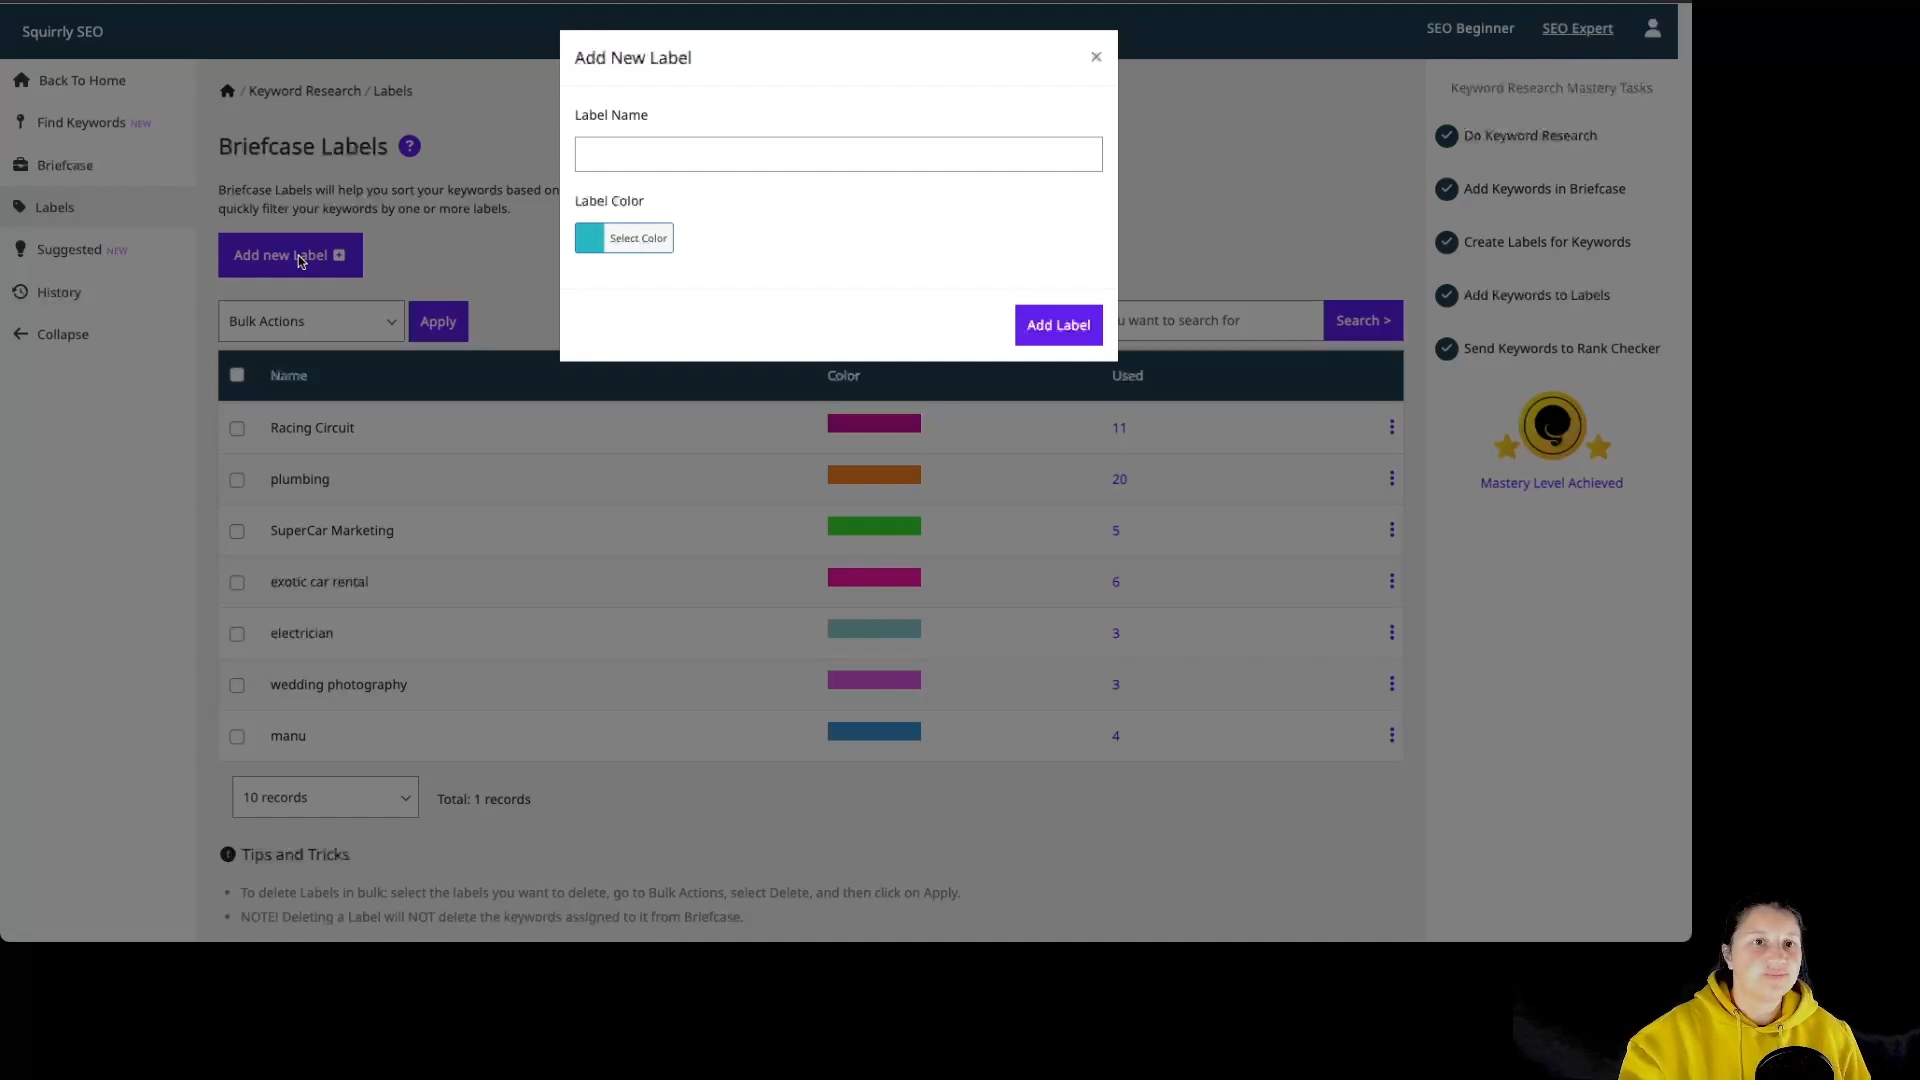 Squirrly SEO
SEO Beginner
SEO Expert
Back To Home
Find Keywords NEW
Briefcase
Labels
Suggested NEW
History
Collapse
/ Keyword Research / Labels
Briefcase Labels ?
Briefcase Labels will help you sort your keywords based on
quickly filter your keywords by one or more labels.
Add new Label
Bulk Actions
Apply
u want to search for
Search >
Add New Label
×
Label Name
Label Color
Select Color
Add Label
Name Color Used
Racing Circuit 11
plumbing 20
SuperCar Marketing 5
exotic car rental 6
electrician 3
wedding photography 3
manu 4
10 records
Total: 1 records
Tips and Tricks
To delete Labels in bulk: select the labels you want to delete, go to Bulk Actions, select Delete, and then click on Apply.
NOTE! Deleting a Label will NOT delete the keywords assigned to it from Briefcase.
Keyword Research Mastery Tasks
Do Keyword Research
Add Keywords in Briefcase
Create Labels for Keywords
Add Keywords to Labels
Send Keywords to Rank Checker
Mastery Level Achieved